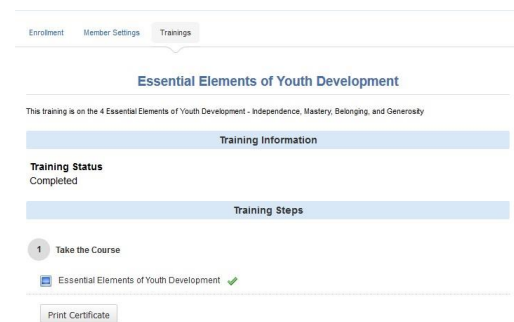 Enrollment Member Settings Trainings
Essential Elements of Youth Development
This training is on the 4 Essential Elements of Youth Development - Independence, Mastery, Belonging, and Generosity
Training Information
Training Status
Completed
Training Steps
1 Take the Course
Essential Elements of Youth Development
Print Certificate